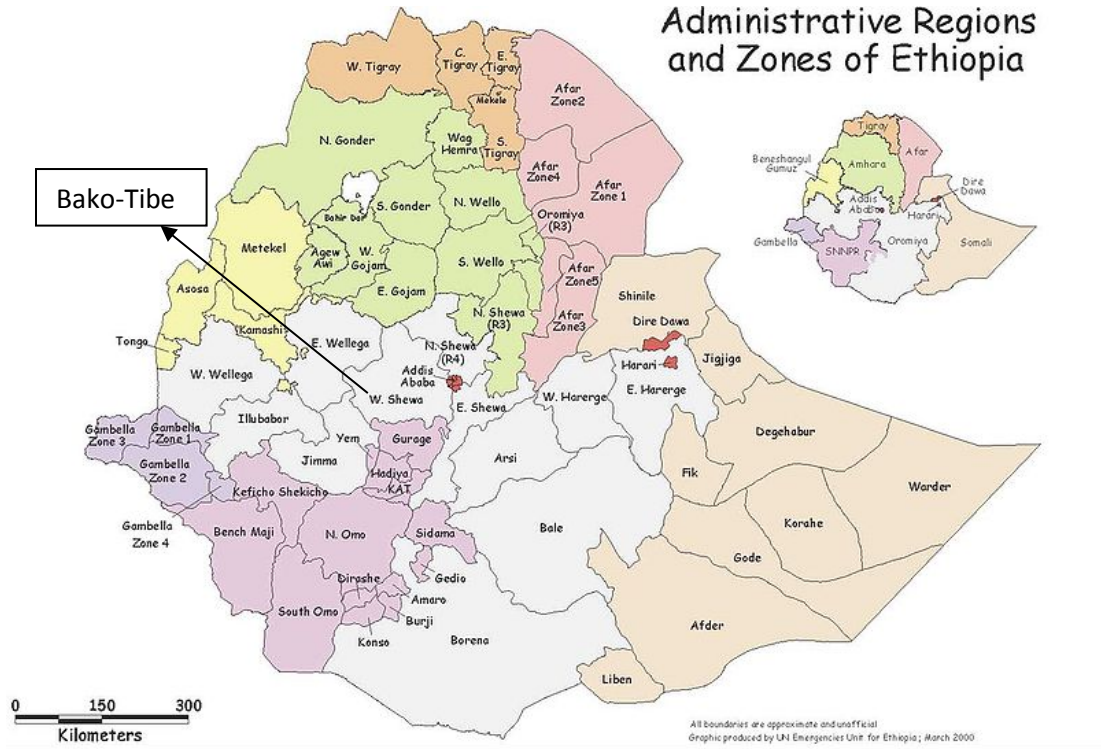 Administrative Regions
and Zones of Ethiopia
Bako-Tibe
W. Tigray
C.
Tigray
E.
Tigray
Mekele
S.
Tigray
Afar
Zone2
N. Gonder
Wag
Hemra
Afar
Zone4
Afar
Zone 1
S. Gonder
N. Wello
Oromiya
(R3)
Bahir Dar
Metekel
Agew
Awi
W.
Gojam
S. Wello
Afar
Zone5
Asosa
E. Gojam
N. Shewa
(R3)
Afar
Zone3
Shinile
Dire Dawa
Tongo
Kamashi
E. Wellega
N. Shewa
(R4)
Harari
Jigjiga
W. Wellega
Addis
Ababa
W. Shewa
E. Shewa
W. Harerge
E. Harerge
Gambella
Zone 3
Gambella
Zone 1
Illubabor
Yem
Gurage
Degehabur
Gambella
Zone 2
Jimma
Hadiya
KAT
Arsi
Fik
Warder
Keficho Shekicho
Gambella
Zone 4
Bench Maji
N. Omo
Sidama
Bale
Korahe
Gode
Dirashe
Gedio
Amaro
South Omo
Burji
Konso
Borena
Afder
Liben
Tigray
Beneshangul
Gumuz
Amhara
Afar
Dire
Dawa
Addis
Ababa
Harari
Gambella
SNNPR
Oromiya
Somali
0 150 300
Kilometers
All boundaries are approximate and unofficial
Graphic produced by UN Emergencies Unit for Ethiopia; March 2000